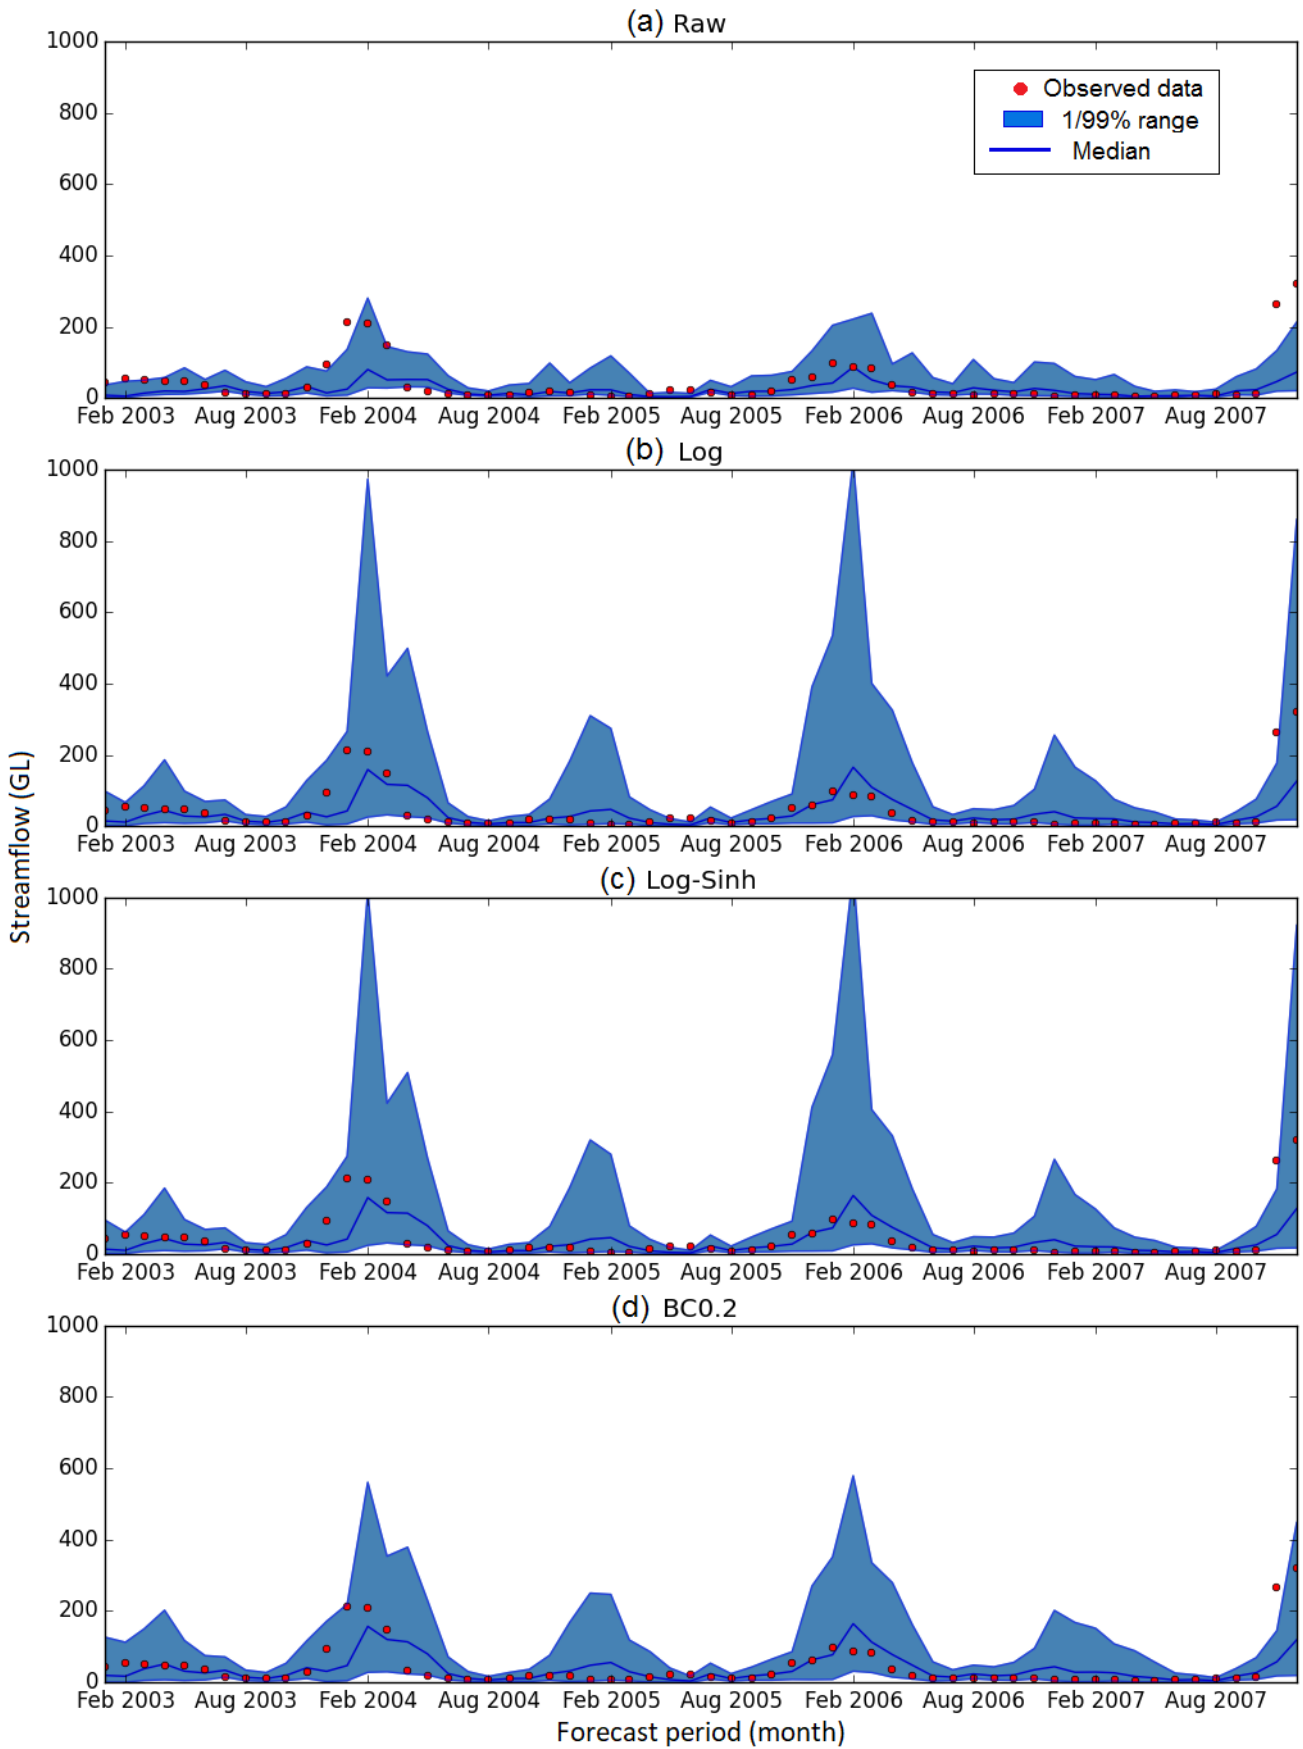 (a) Raw
1000
800
600
400
200
0
Observed data
1/99% range
Median
Feb 2003 Aug 2003 Feb 2004 Aug 2004 Feb 2005 Aug 2005 Feb 2006 Aug 2006 Feb 2007 Aug 2007
(b) Log
1000
800
600
400
200
0
Feb 2003 Aug 2003 Feb 2004 Aug 2004 Feb 2005 Aug 2005 Feb 2006 Aug 2006 Feb 2007 Aug 2007
Streamflow (GL)
(c) Log-Sinh
1000
800
600
400
200
0
Feb 2003 Aug 2003 Feb 2004 Aug 2004 Feb 2005 Aug 2005 Feb 2006 Aug 2006 Feb 2007 Aug 2007
(d) BC0.2
1000
800
600
400
200
0
Feb 2003 Aug 2003 Feb 2004 Aug 2004 Feb 2005 Aug 2005 Feb 2006 Aug 2006 Feb 2007 Aug 2007
Forecast period (month)